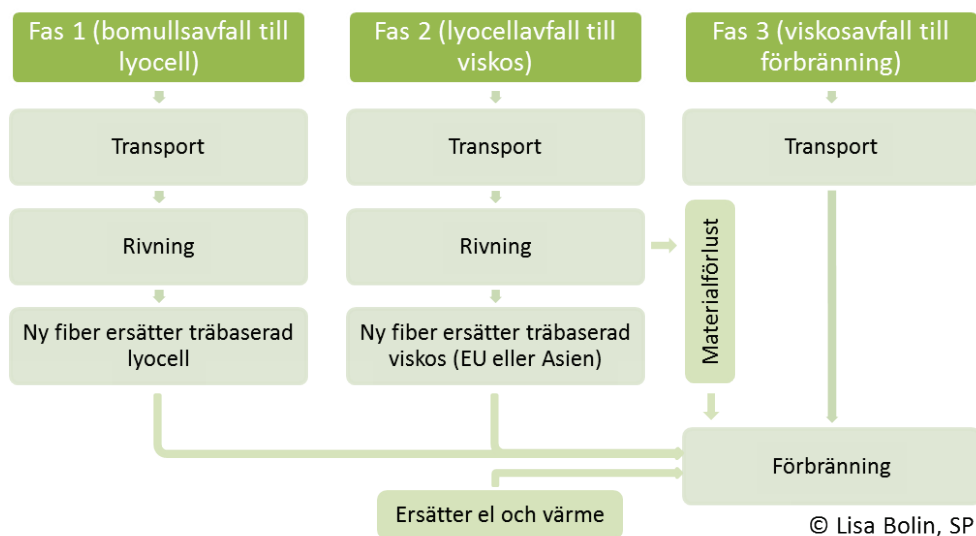 Fas 1 (bomullsavfall till
lyocell)
Transport
Rivning
Ny fiber ersätter träbaserad
lyocell
Fas 2 (lyocellavfall till
viskos)
Transport
Rivning
Ny fiber ersätter träbaserad
viskos (EU eller Asien)
Materialförlust
Fas 3 (viskosavfall till
förbränning)
Transport
Förbränning
Ersätter el och värme
© Lisa Bolin, SP